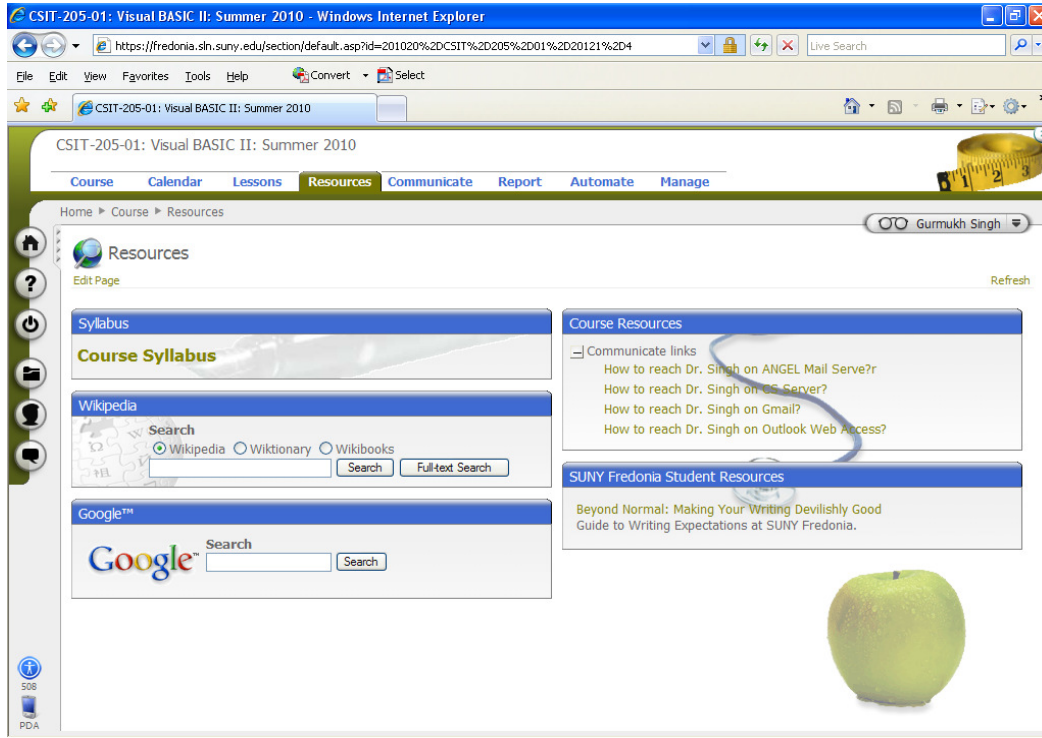 CSIT-205-01: Visual BASIC II: Summer 2010 - Windows Internet Explorer
https://fredonia.sln.suny.edu/section/default.asp?id=201020%2DCSIT%2D205%2D01%2D20121%2D4
Live Search
File Edit View Favorites Tools Help Convert Select
CSIT-205-01: Visual BASIC II: Summer 2010
CSIT-205-01: Visual BASIC II: Summer 2010
Course Calendar Lessons Resources Communicate Report Automate Manage
1 2 3
Home Course Resources
Gurmukh Singh
Resources
Edit Page Refresh
Syllabus
Course Syllabus
Wikipedia
Search
Wikipedia Wiktionary Wikibooks
Search Full-text Search
Google™
Google™
Search
Search
Course Resources
Communicate links
How to reach Dr. Singh on ANGEL Mail Serve?r
How to reach Dr. Singh on CS Server?
How to reach Dr. Singh on Gmail?
How to reach Dr. Singh on Outlook Web Access?
SUNY Fredonia Student Resources
Beyond Normal: Making Your Writing Devilishly Good
Guide to Writing Expectations at SUNY Fredonia.
508
PDA